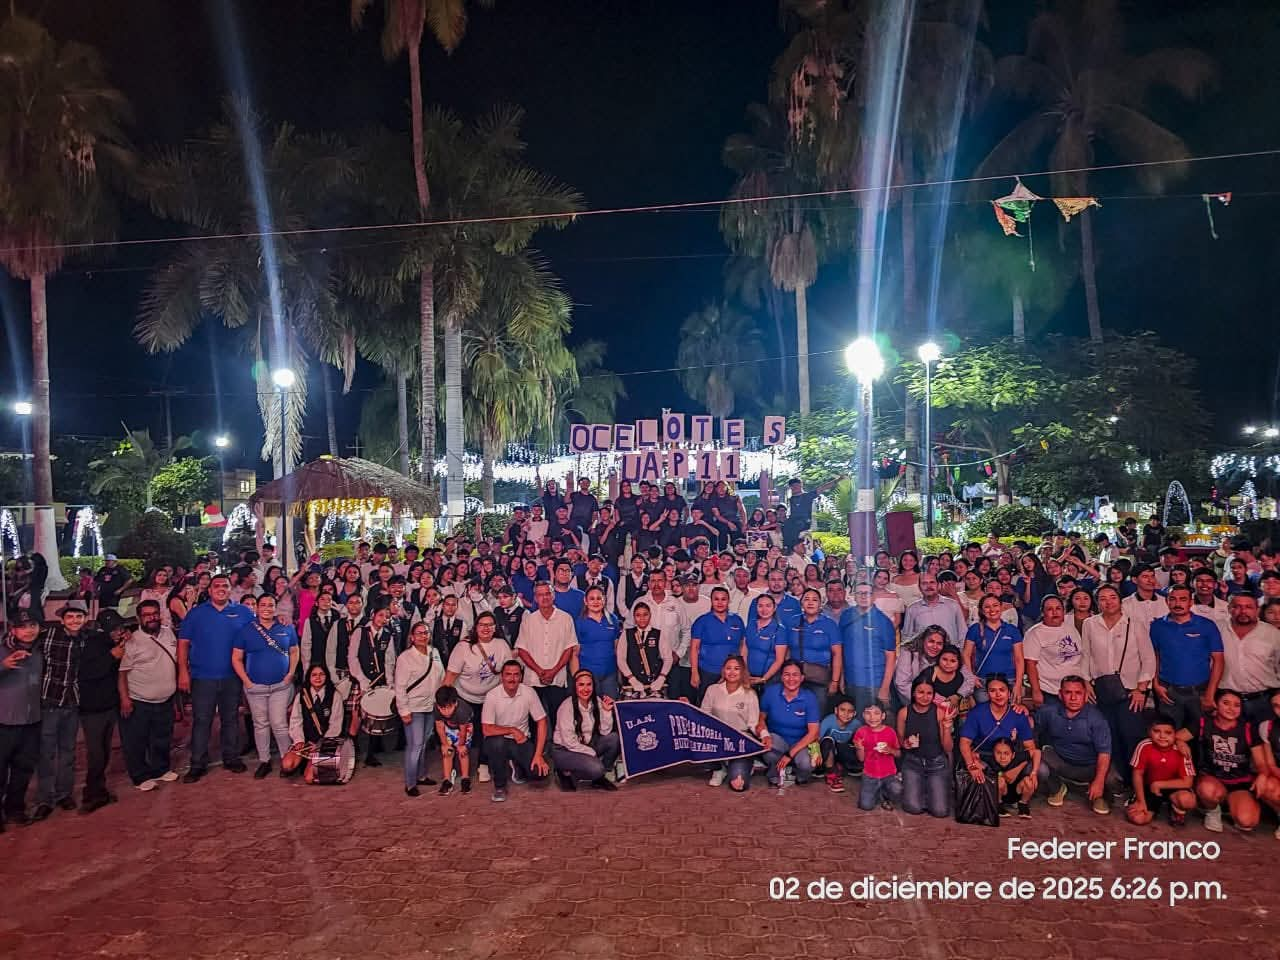 OCELOTES
UAP11
U.A.N.
PREPARATORIA
No. 11
Federer Franco
02 de diciembre de 2025 6:26 p.m.